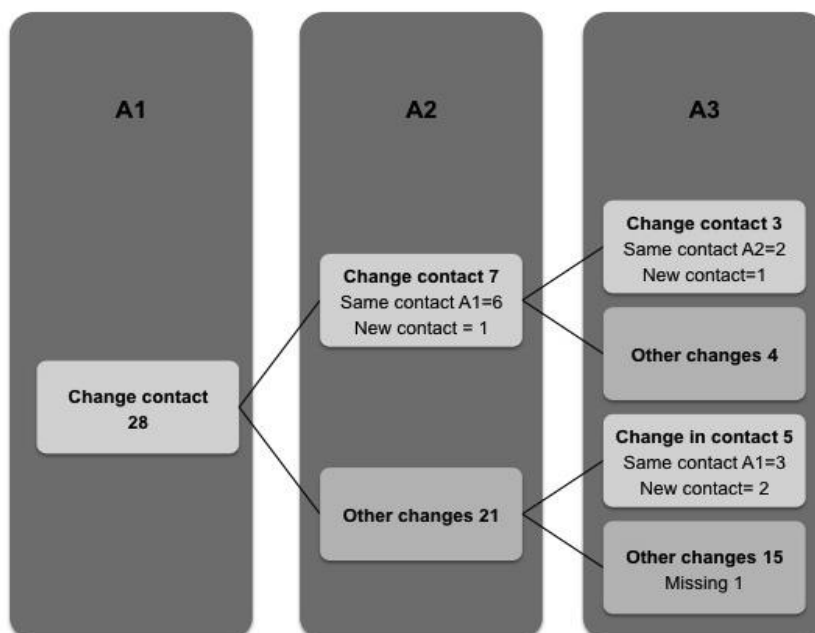 A1
Change contact
28
A2
Change contact 7
Same contact A1=6
New contact = 1
Other changes 21
A3
Change contact 3
Same contact A2=2
New contact=1
Other changes 4
Change in contact 5
Same contact A1=3
New contact= 2
Other changes 15
Missing 1